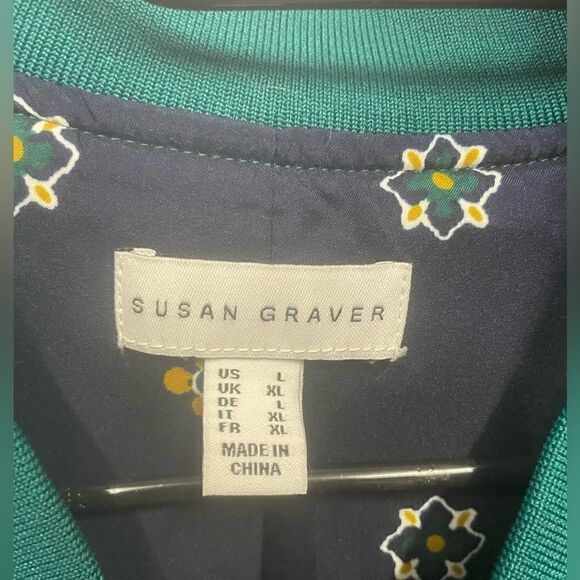 SUSAN GRAVER
US L
UK XL
DE L
IT XL
FR XL
MADE IN
CHINA